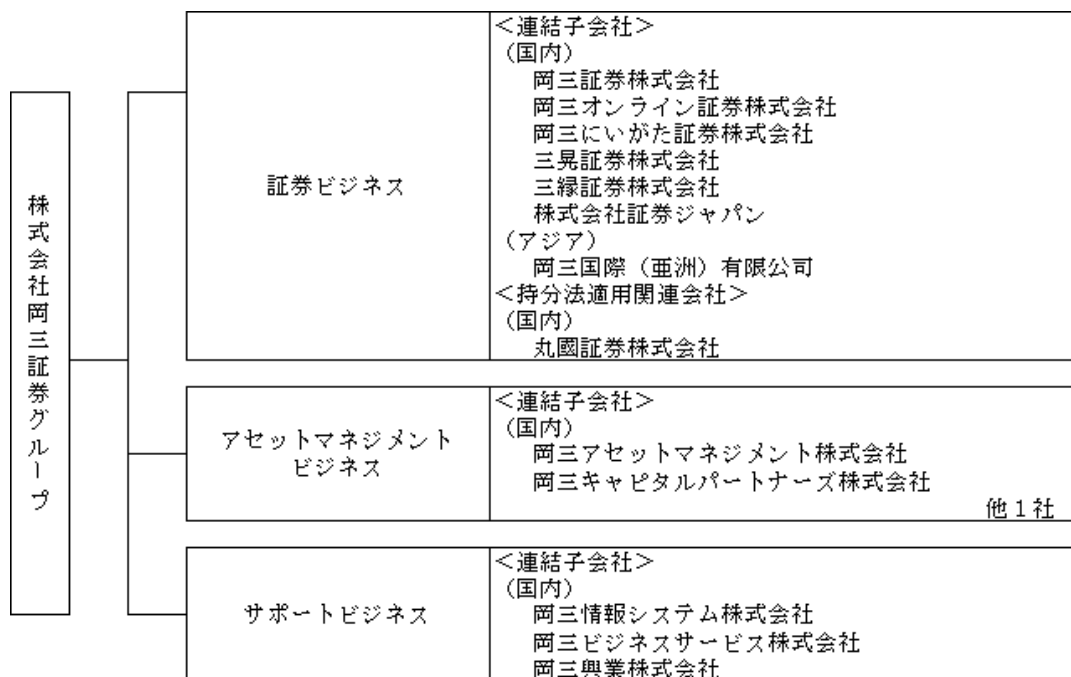 株式会社岡三証券グループ
証券ビジネス
＜連結子会社＞
（国内）
岡三証券株式会社
岡三オンライン証券株式会社
岡三にいがた証券株式会社
三晃証券株式会社
三縁証券株式会社
株式会社証券ジャパン
（アジア）
岡三国際（亜洲）有限公司
＜持分法適用関連会社＞
（国内）
丸國証券株式会社
アセットマネジメント
ビジネス
＜連結子会社＞
（国内）
岡三アセットマネジメント株式会社
岡三キャピタルパートナーズ株式会社
他１社
サポートビジネス
＜連結子会社＞
（国内）
岡三情報システム株式会社
岡三ビジネスサービス株式会社
岡三興業株式会社